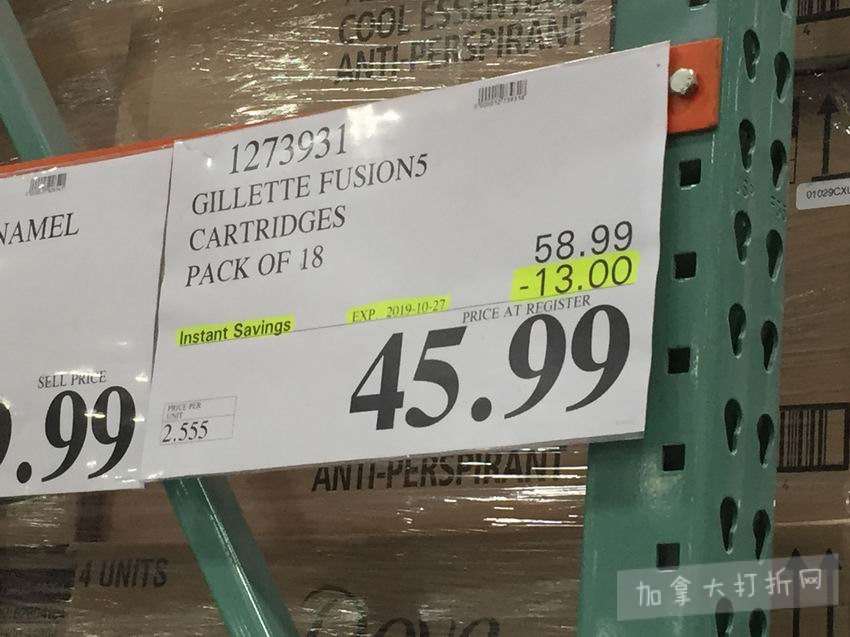 COOL ESSENTIALS
ANTI-PERSPIRANT
1273931
GILLETTE FUSION5
CARTRIDGES
PACK OF 18
58.99
-13.00
Instant Savings
EXP 2019-10-27
PRICE AT REGISTER
45.99
PRICE PER
UNIT
2.555
NAMEL
SELL PRICE
9.99
ANTI-PERSPIRANT
4 UNITS
01029CXL
加拿大打折网